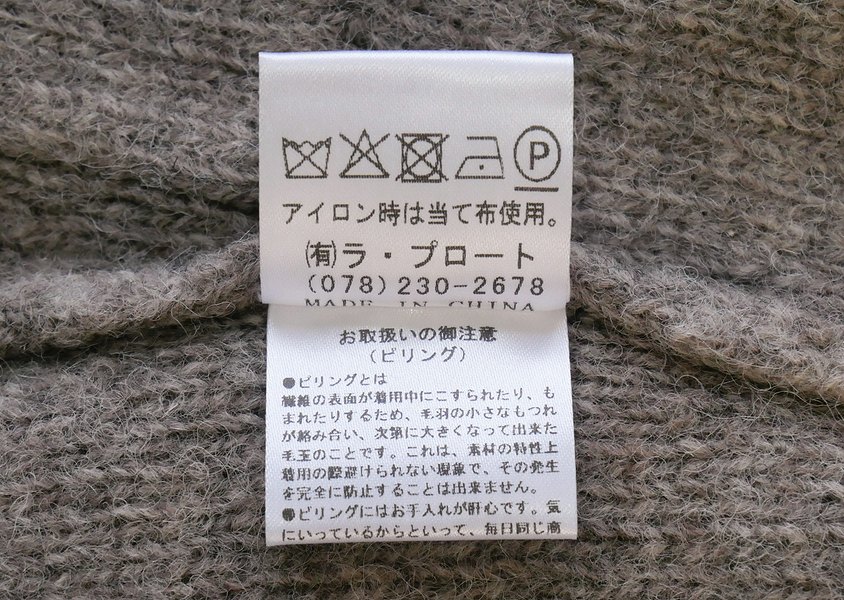 P
アイロン時は当て布使用。
㈲ラ・プロート
(078)230-2678
MADE IN CHINA
お取扱いの御注意
(ピリング)
●ピリングとは
繊維の表面が着用中にこすられたり、も
まれたりするため、毛羽の小さなもつれ
が絡み合い、次第に大きくなって出来た
毛玉のことです。これは、素材の特性上
着用の際避けられない現象で、その発生
を完全に防止することは出来ません。
●ピリングにはお手入れが肝心です。気
にいっているからといって、毎日同じ商